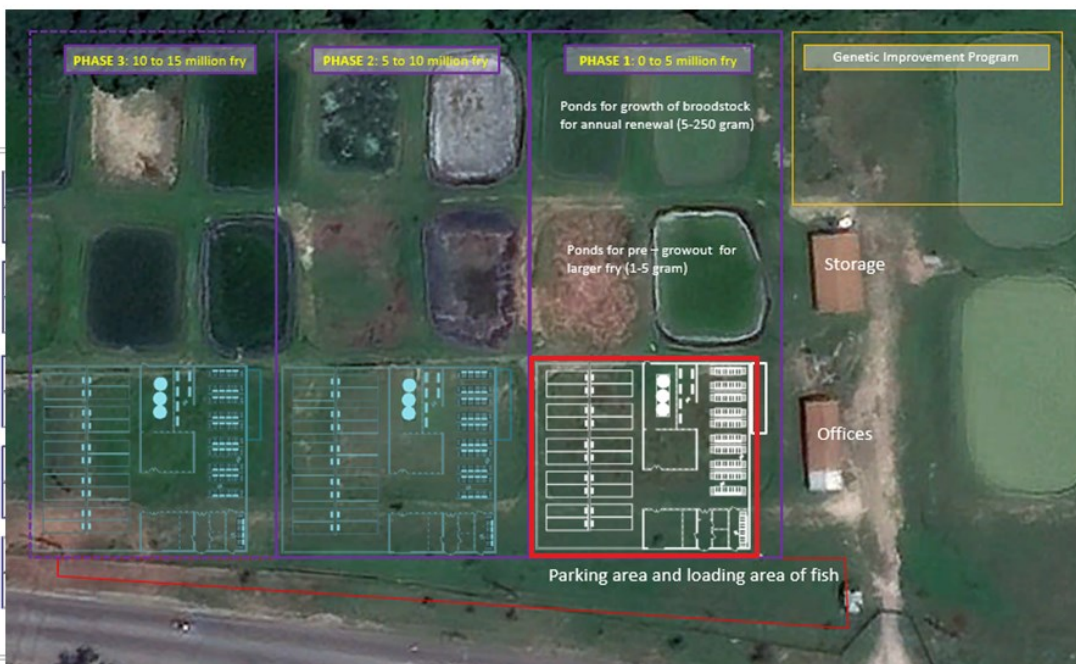 PHASE 3: 10 to 15 million fry
PHASE 2: 5 to 10 million fry
PHASE 1: 0 to 5 million fry
Genetic Improvement Program
Ponds for growth of broodstock
for annual renewal (5-250 gram)
Ponds for pre – growout for
larger fry (1-5 gram)
Storage
Offices
Parking area and loading area of fish